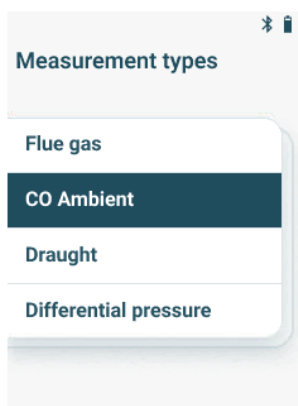 Measurement types
Flue gas
CO Ambient
Draught
Differential pressure